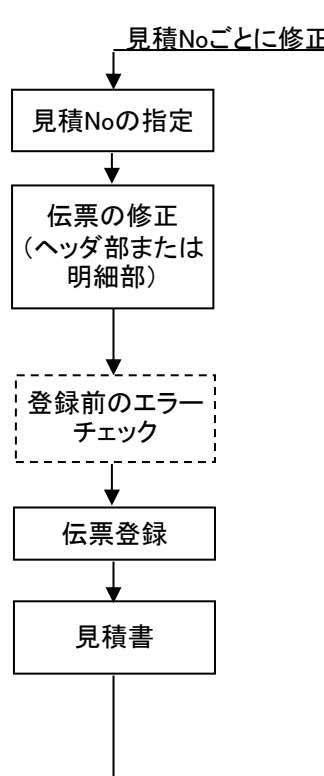 見積Noごとに修正
見積Noの指定
伝票の修正
（ヘッダ部または
明細部）
登録前のエラー
チェック
伝票登録
見積書